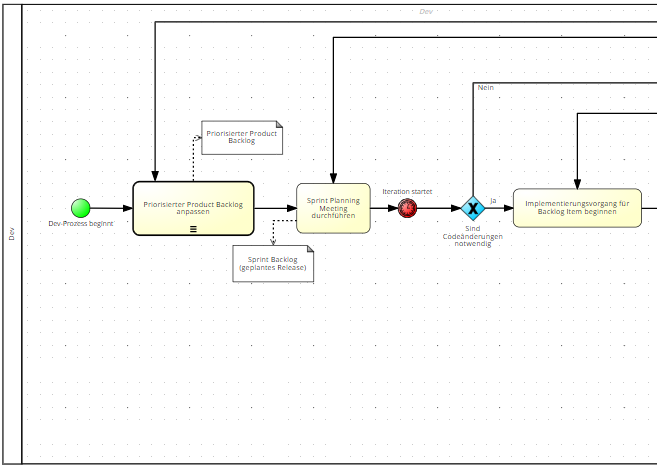 Dev
Dev
Nein
Priorisierter Product
Backlog
Iteration startet
Priorisierter Product Backlog
anpassen
Sprint Planning
Meeting
durchführen
Ja
Implementierungsvorgang für
Backlog Item beginnen
Dev-Prozess beginnt
Sind
Codeänderungen
notwendig
Sprint Backlog
(geplantes Release)